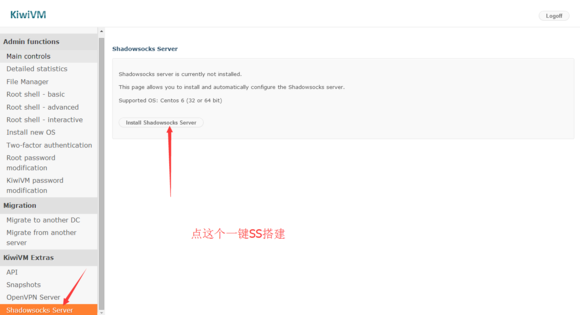 KiwiVM
Logoff
Admin functions
Main controls
Detailed statistics
File Manager
Root shell - basic
Root shell - advanced
Root shell - interactive
Install new OS
Two-factor authentication
Root password
modification
KiwiVM password
modification
Migration
Migrate to another DC
Migrate from another
server
KiwiVM Extras
API
Snapshots
OpenVPN Server
Shadowsocks Server
Shadowsocks Server
Shadowsocks server is currently not installed.
This page allows you to install and automatically configure the Shadowsocks server.
Supported OS: Centos 6 (32 or 64 bit)
Install Shadowsocks Server
点这个一键SS搭建